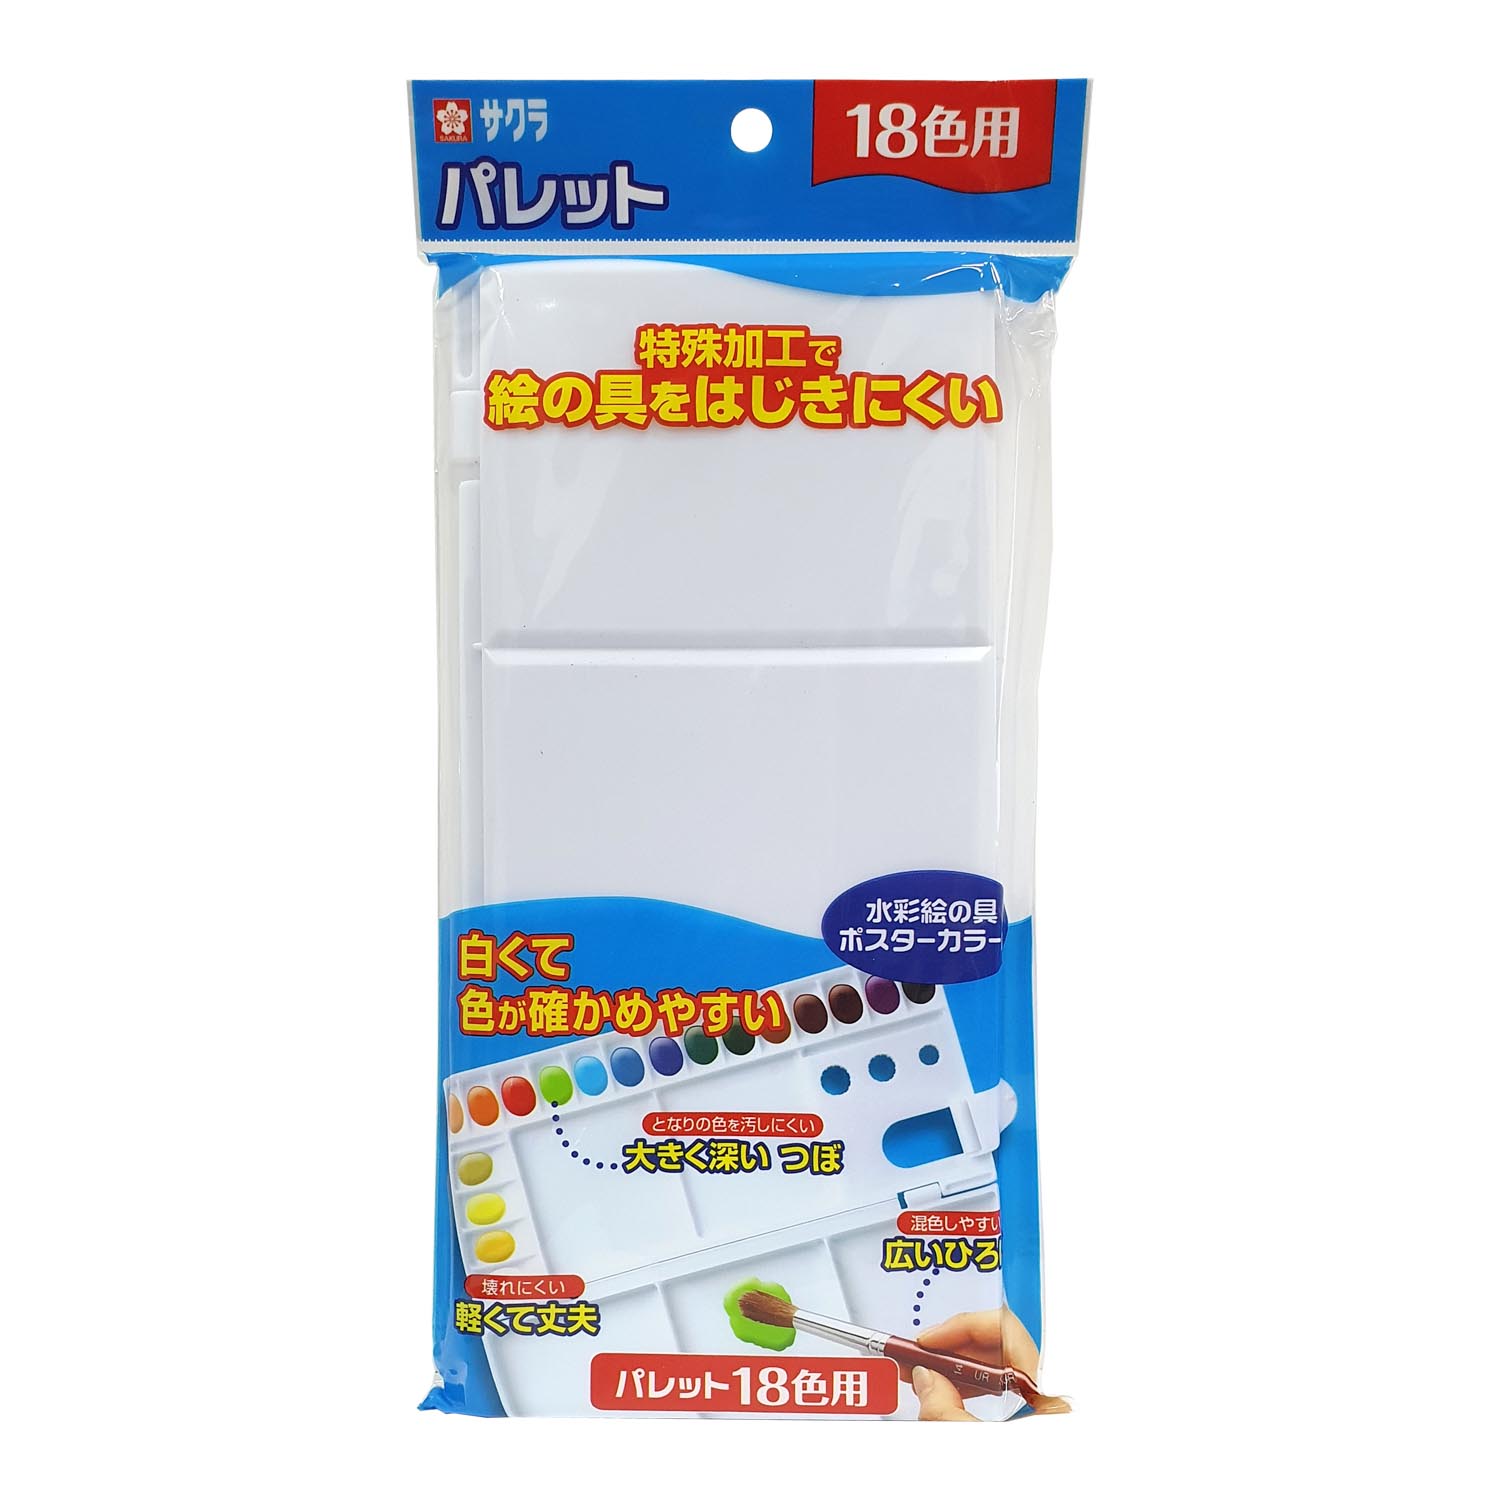 サクラ
SAKURA
パレット
18色用
特殊加工で
絵の具をはじきにくい
水彩絵の具
ポスターカラー
白くて
色が確かめやすい
となりの色を汚しにくい
大きく深い つぼ
混色しやすい
広いひろ
壊れにくい
軽くて丈夫
パレット18色用